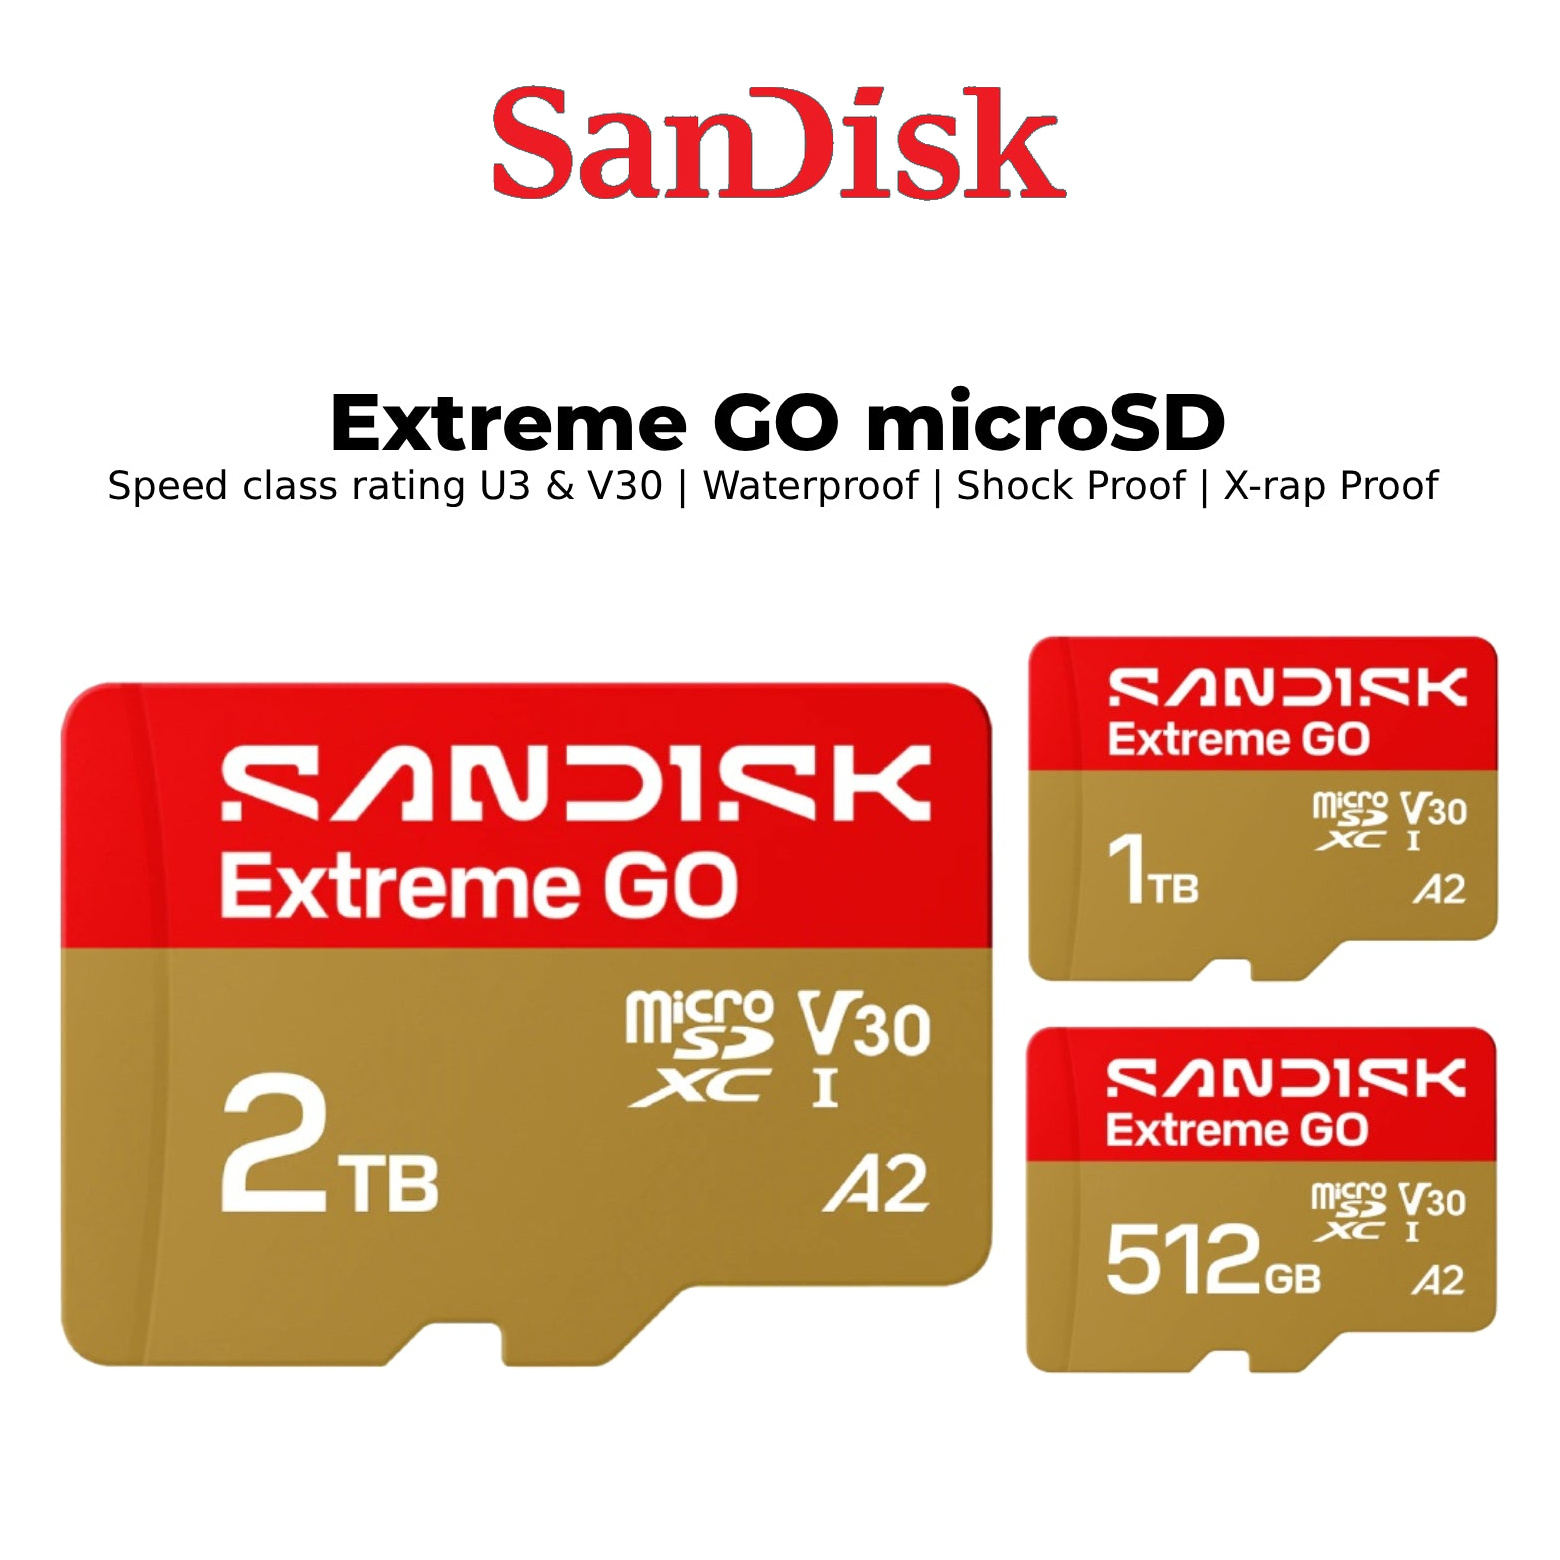 SanDisk
Extreme GO microSD
Speed class rating U3 & V30 | Waterproof | Shock Proof | X-rap Proof
SANDISK
Extreme GO
micro SD XC V30 I
2TB
A2
SANDISK
Extreme GO
micro SD XC V30 I
1TB
A2
SANDISK
Extreme GO
micro SD XC V30 I
512GB
A2